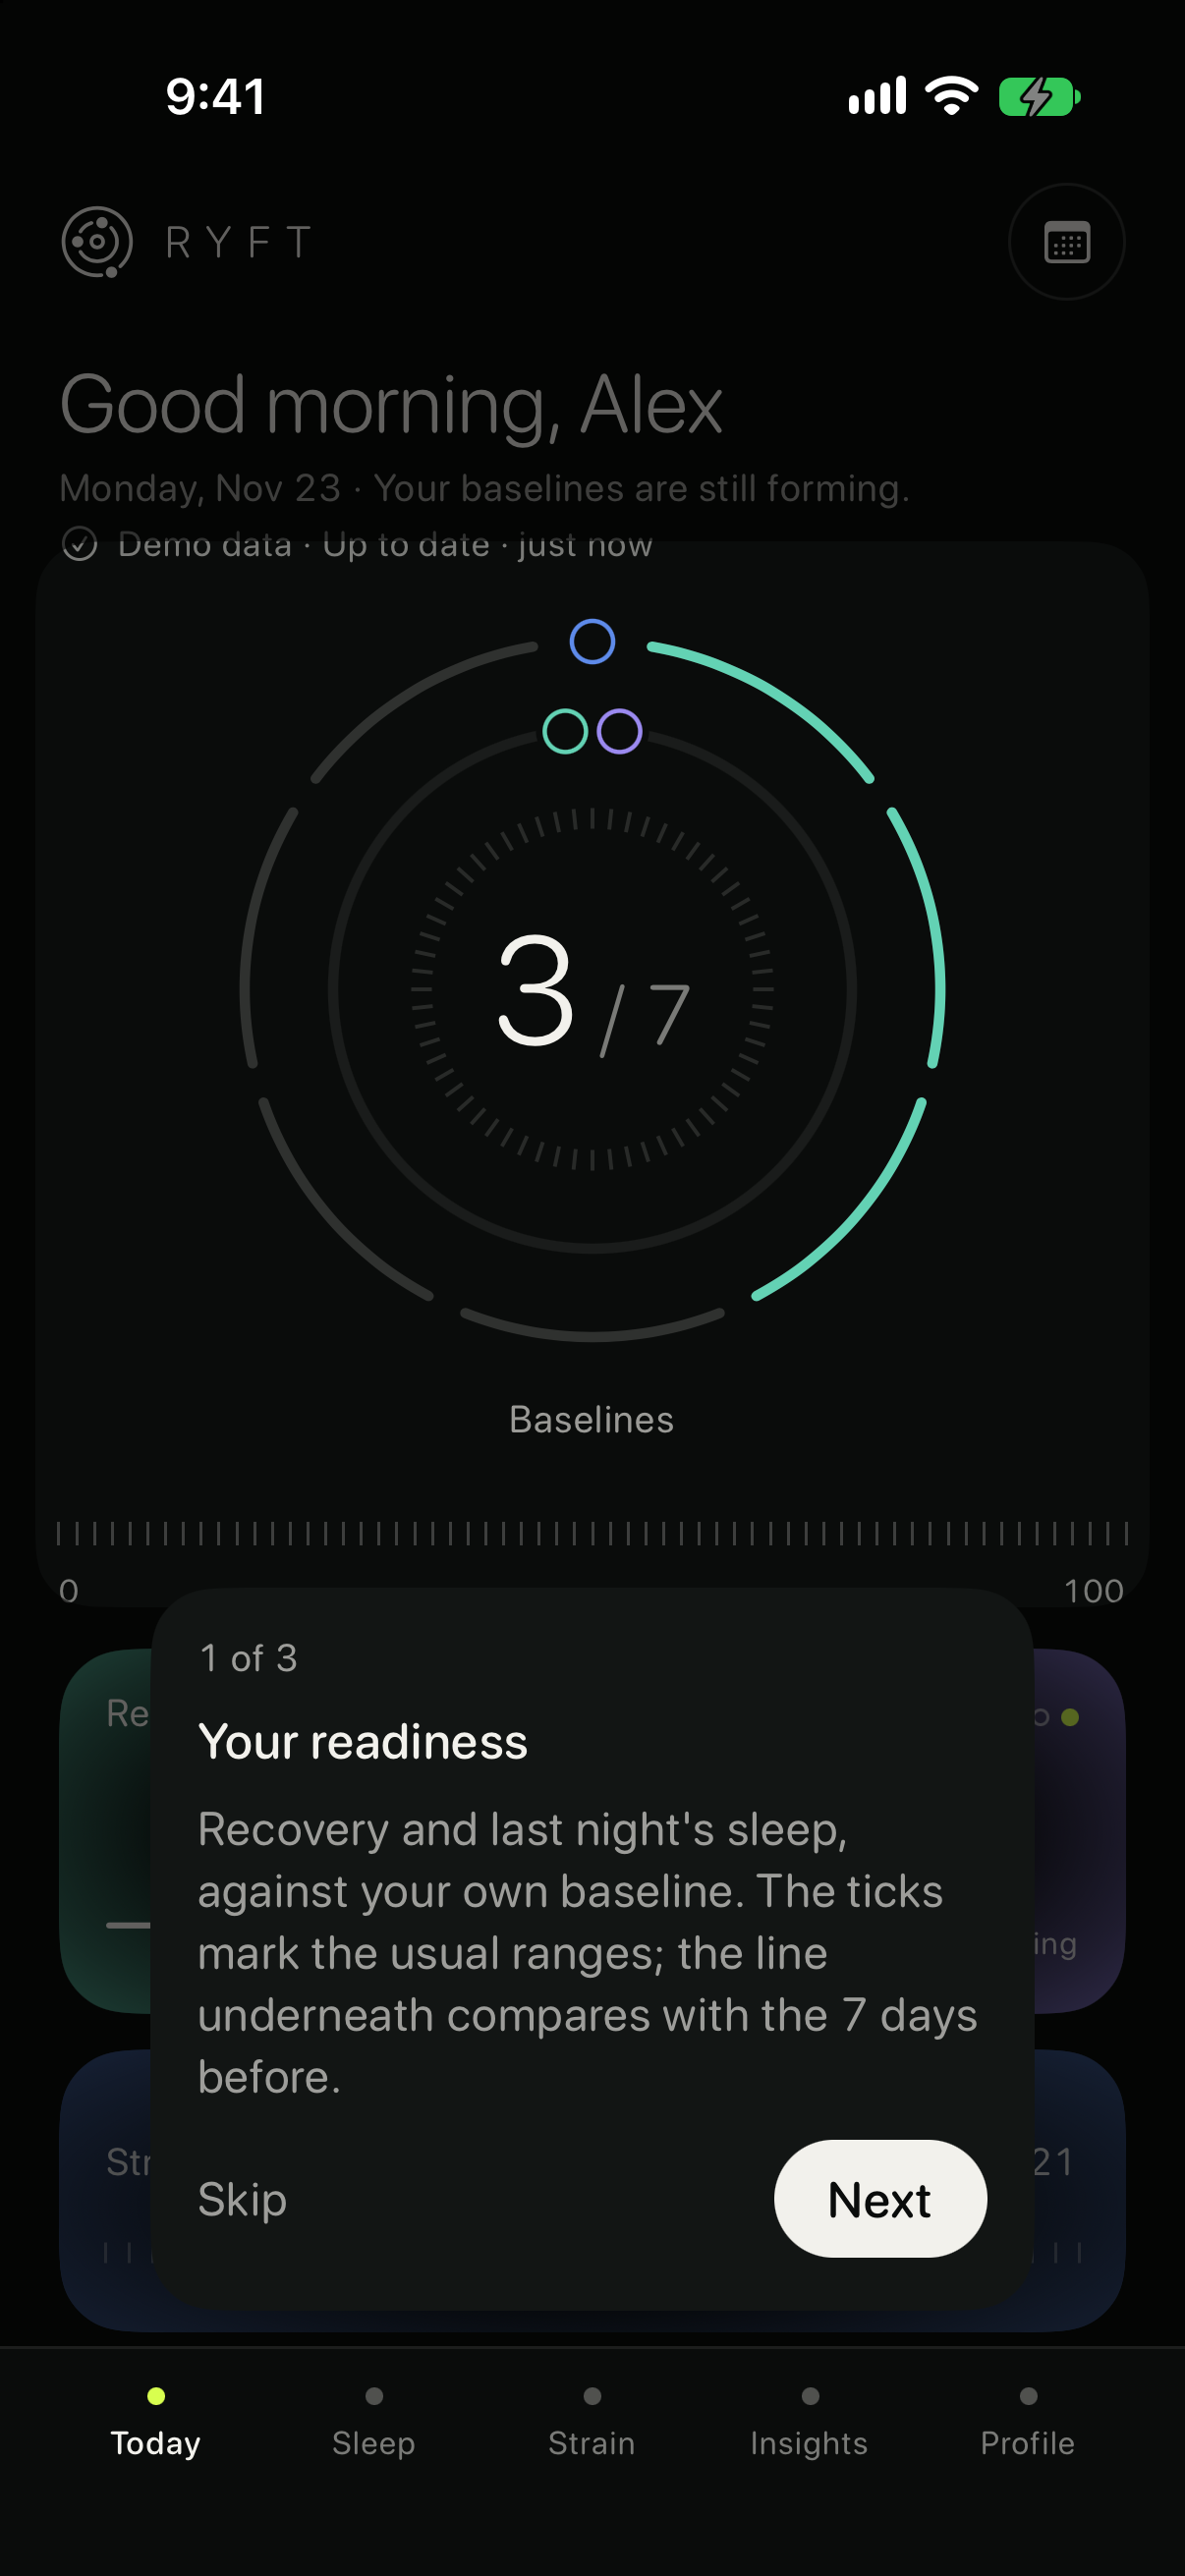 9:41
RYFT
Good morning, Alex
Monday, Nov 23 · Your baselines are still forming.
Demo data · Up to date · just now
3 / 7
Baselines
0 100
1 of 3
Your readiness
Recovery and last night's sleep,
against your own baseline. The ticks
mark the usual ranges; the line
underneath compares with the 7 days
before.
Skip Next
Today Sleep Strain Insights Profile